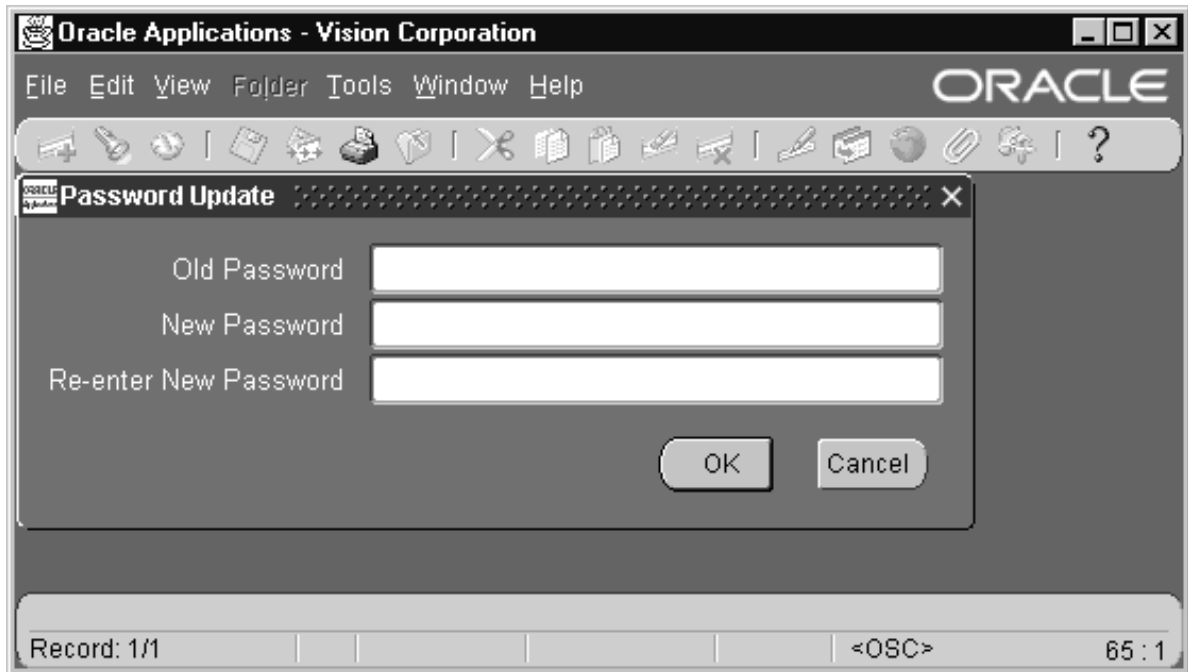 Oracle Applications - Vision Corporation
File Edit View Folder Tools Window Help ORACLE
?
Password Update
Old Password
New Password
Re-enter New Password
OK Cancel
Record: 1/1 <OSC> 65 : 1